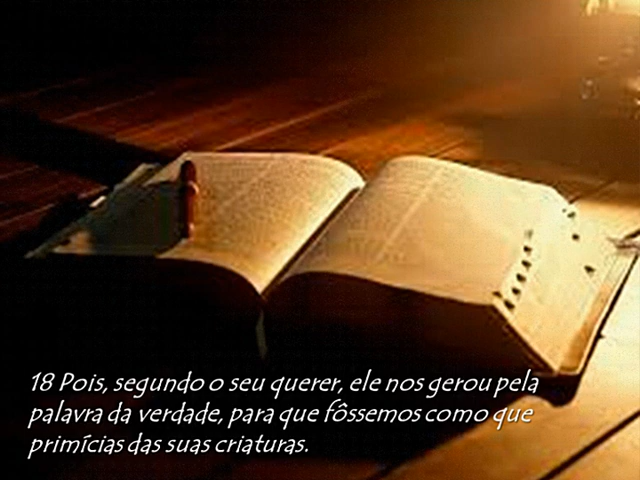 18 Pois, segundo o seu querer, ele nos gerou pela
palavra da verdade, para que fôssemos como que
primícias das suas criaturas.